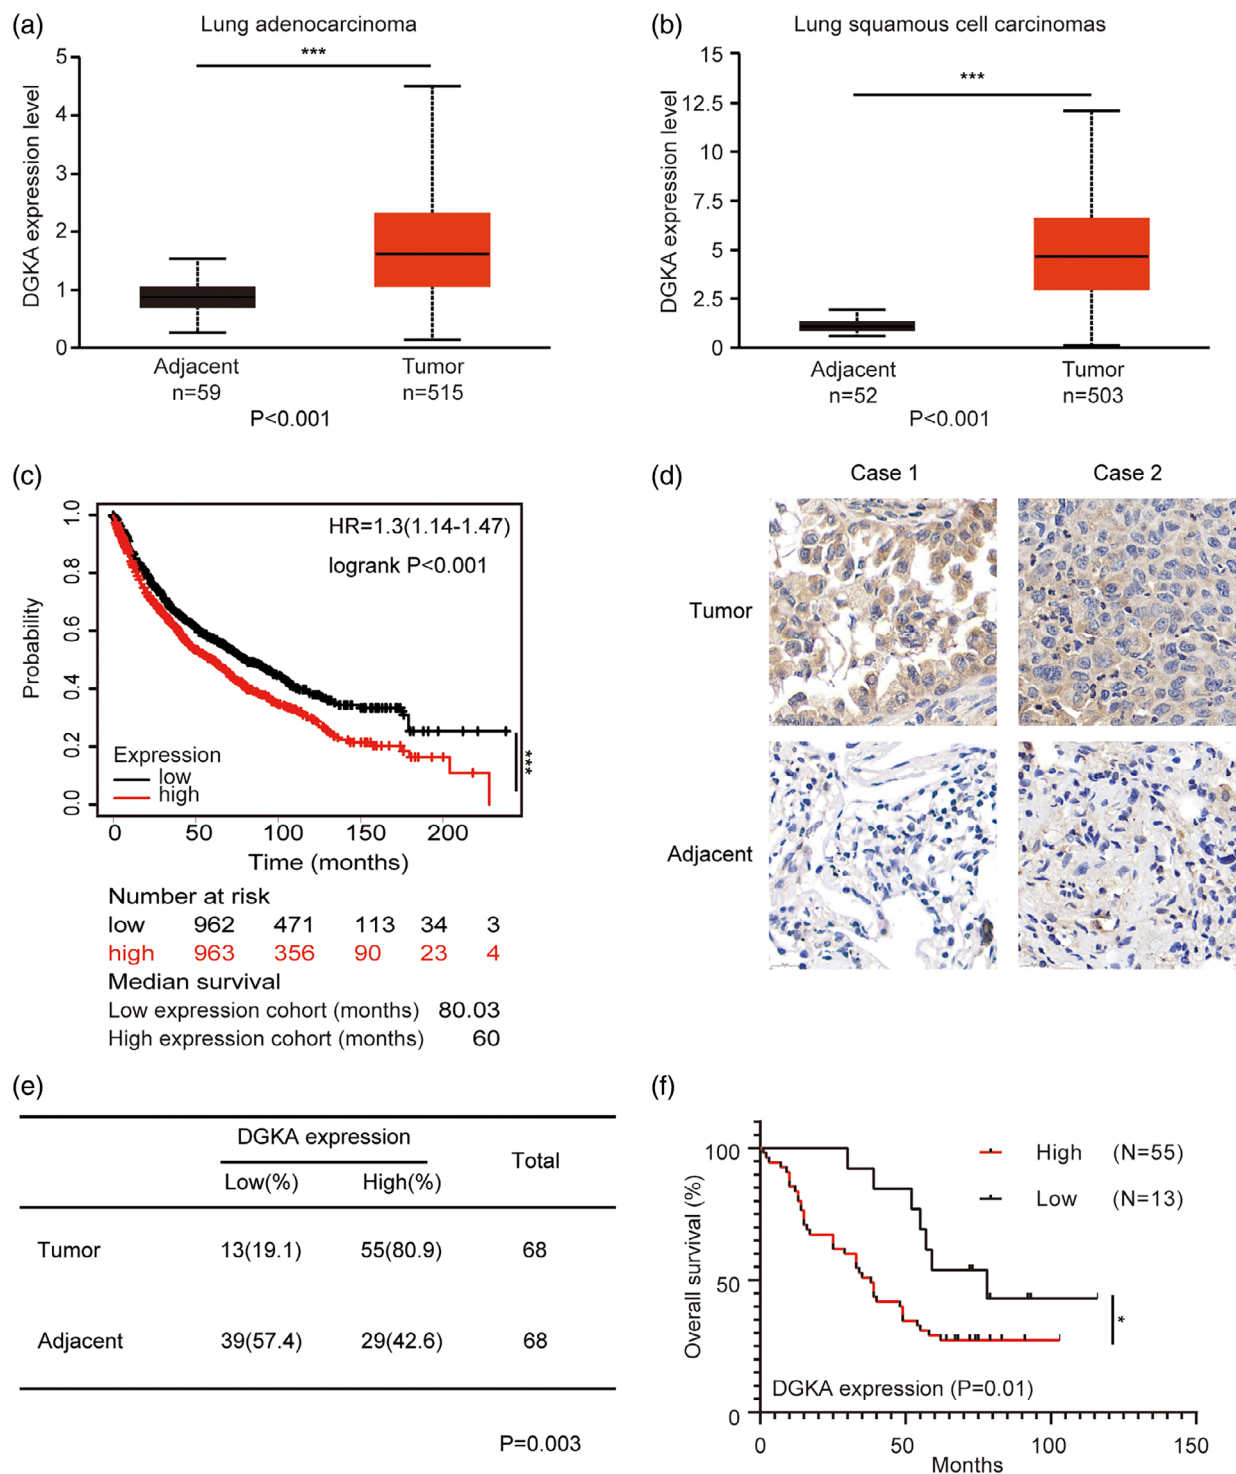 (a)
Lung adenocarcinoma
***
DGKA expression level
5
4
3
2
1
0
Adjacent
n=59
Tumor
n=515
P<0.001
(b)
Lung squamous cell carcinomas
***
DGKA expression level
15
12.5
10
7.5
5
2.5
0
Adjacent
n=52
Tumor
n=503
P<0.001
(c)
HR=1.3(1.14-1.47)
logrank P<0.001
Probability
1.0
0.8
0.6
0.4
0.2
0.0
Expression
low
high
***
0 50 100 150 200
Time (months)
Number at risk
low 962 471 113 34 3
high 963 356 90 23 4
Median survival
Low expression cohort (months) 80.03
High expression cohort (months) 60
(d)
Case 1 Case 2
Tumor
Adjacent
(e)
DGKA expression
Total
Low(%) High(%)
Tumor 13(19.1) 55(80.9) 68
Adjacent 39(57.4) 29(42.6) 68
P=0.003
(f)
Overall survival (%)
100
50
0
High (N=55)
Low (N=13)
*
DGKA expression (P=0.01)
0 50 100 150
Months